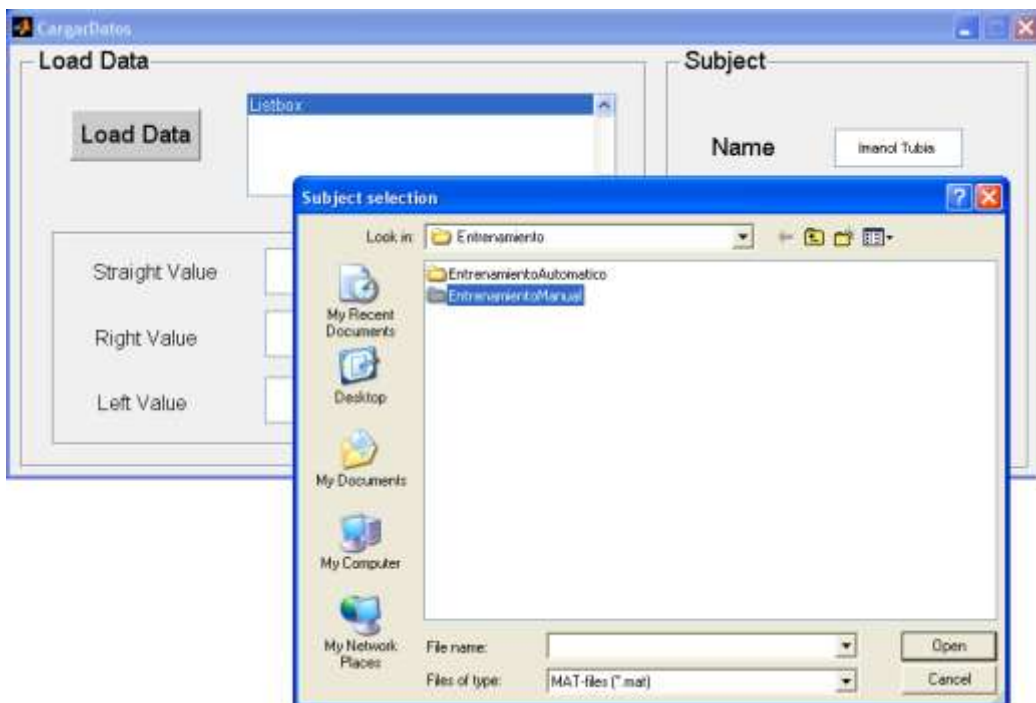 CargarDatos
Load Data
Subject
Load Data
Listbox
Name
Imanol Tubia
Subject selection
Look in:
Entrenamiento
Straight Value
Right Value
Left Value
EntrenamientoAutomatico
EntrenamientoManual
My Recent
Documents
Desktop
My Documents
My Computer
My Network
Places
File name:
Open
Files of type:
MAT-files (*.mat)
Cancel